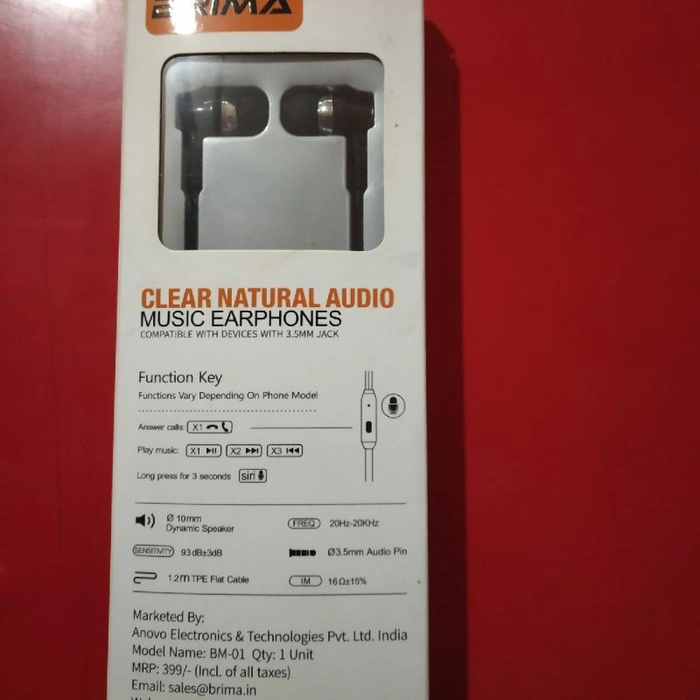 BRIMA
CLEAR NATURAL AUDIO
MUSIC EARPHONES
COMPATIBLE WITH DEVICES WITH 3.5MM JACK
Function Key
Functions Vary Depending On Phone Model
Answer calls: X1
Play music: X1 X2 X3
Long press for 3 seconds siri
Ø 10mm
Dynamic Speaker
FREQ 20Hz-20KHz
SENSITIVITY 93dB±3dB
Ø3.5mm Audio Pin
1.2mTPE Flat Cable
IM 16Ω±15%
Marketed By:
Anovo Electronics & Technologies Pvt. Ltd. India
Model Name: BM-01 Qty: 1 Unit
MRP: 399/- (Incl. of all taxes)
Email: sales@brima.in